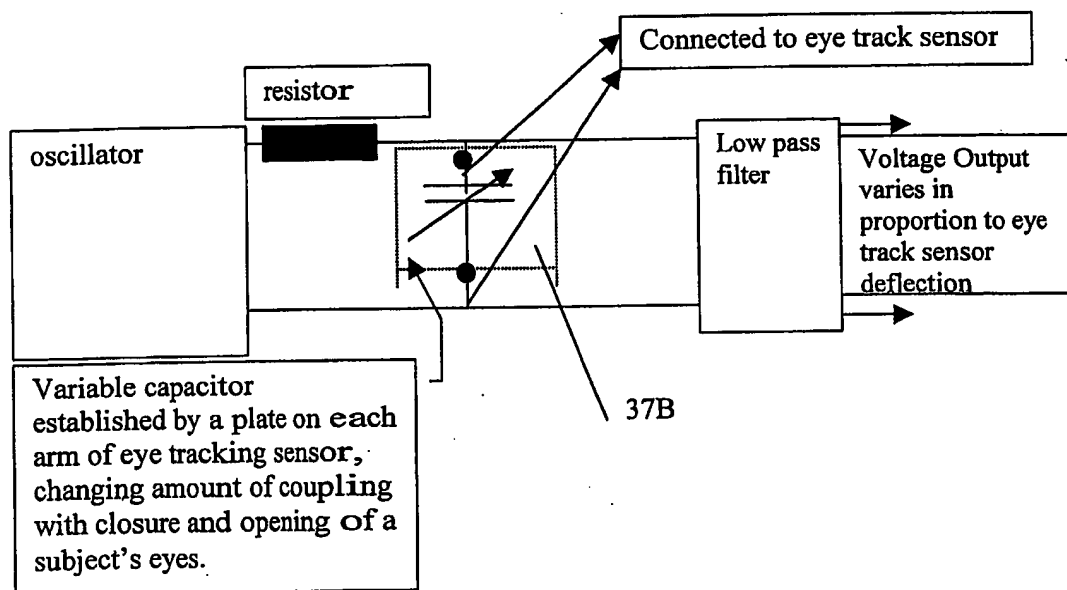 Connected to eye track sensor
resistor
oscillator
Low pass
filter
Voltage Output
varies in
proportion to eye
track sensor
deflection
Variable capacitor
established by a plate on each
arm of eye tracking sensor,
changing amount of coupling
with closure and opening of a
subject's eyes.
37B